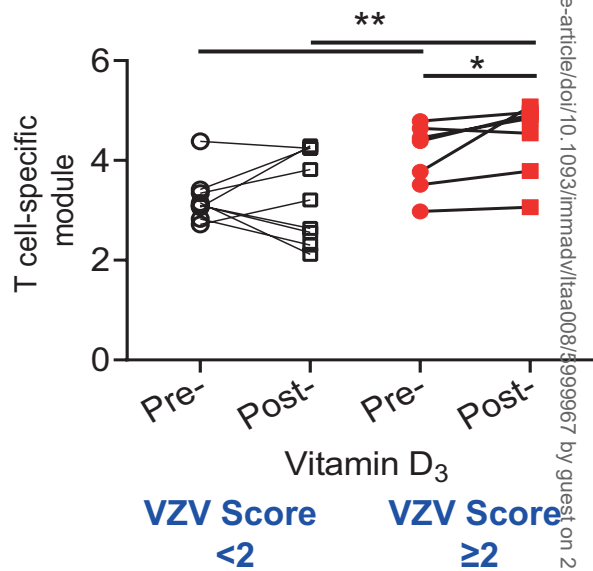 **
*
6
4
2
0
T cell-specific
module
Pre-
Post-
Pre-
Post-
Vitamin D3
VZV Score
<2
VZV Score
≥2
e-article/doi/10.1093/immadv/ltaa008/5999967 by guest on 2